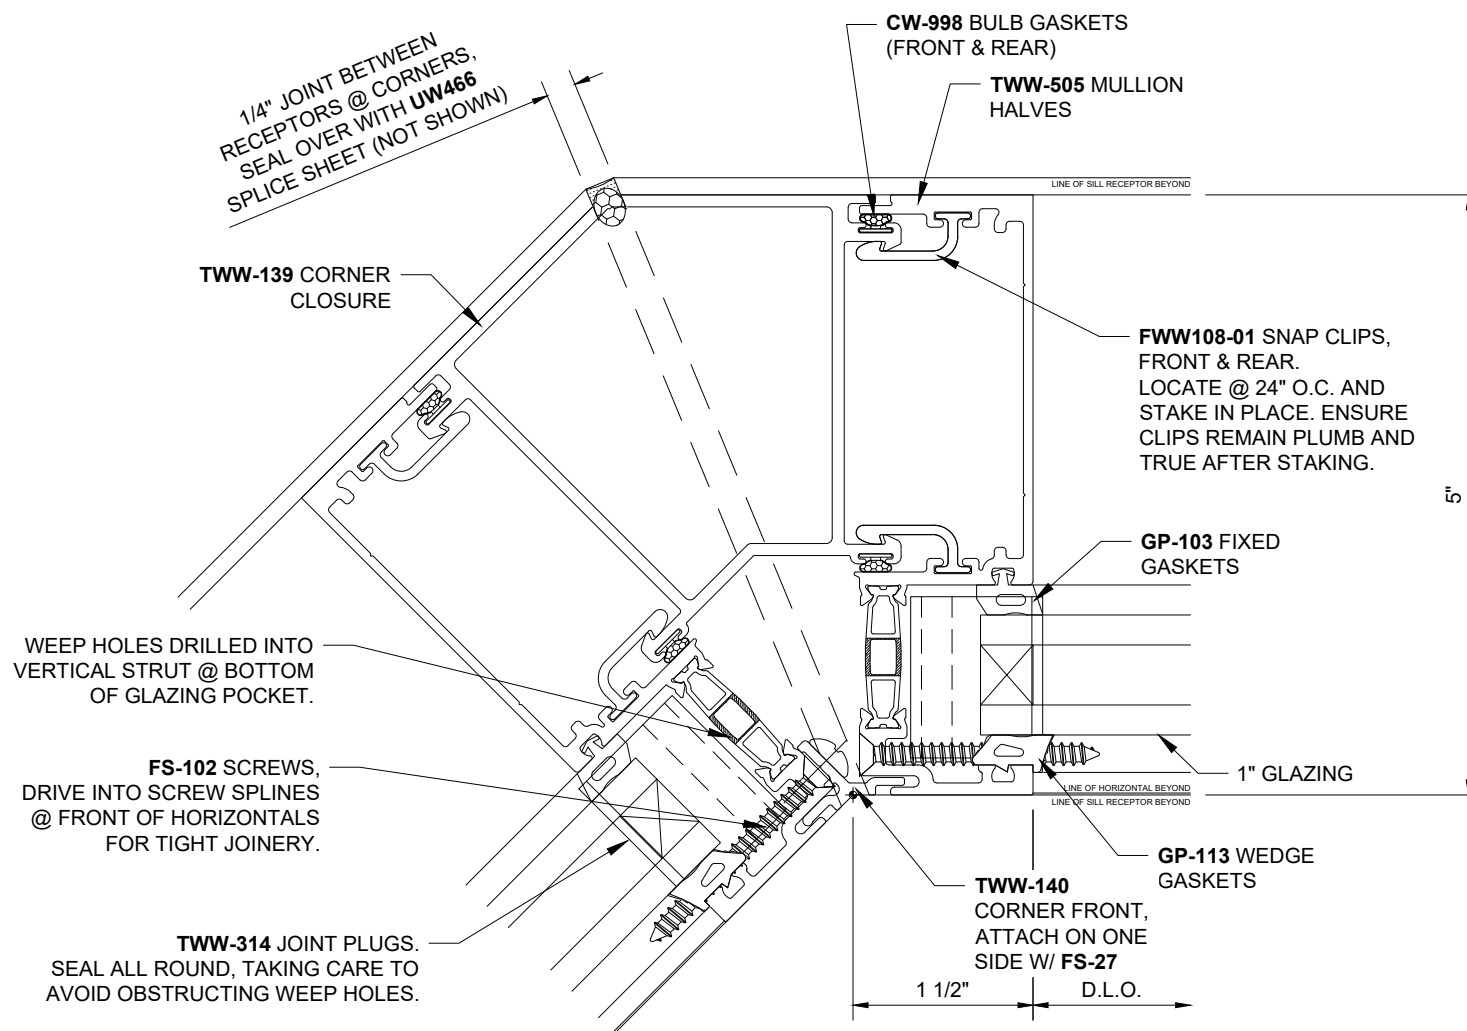 CW-998 BULB GASKETS
(FRONT & REAR)
TWW-505 MULLION
HALVES
1/4" JOINT BETWEEN
RECEPTORS @ CORNERS,
SEAL OVER WITH UW466
SPLICE SHEET (NOT SHOWN)
LINE OF SILL RECEPTOR BEYOND
TWW-139 CORNER
CLOSURE
FWW108-01 SNAP CLIPS,
FRONT & REAR.
LOCATE @ 24" O.C. AND
STAKE IN PLACE. ENSURE
CLIPS REMAIN PLUMB AND
TRUE AFTER STAKING.
5"
GP-103 FIXED
GASKETS
WEEP HOLES DRILLED INTO
VERTICAL STRUT @ BOTTOM
OF GLAZING POCKET.
FS-102 SCREWS,
DRIVE INTO SCREW SPLINES
@ FRONT OF HORIZONTALS
FOR TIGHT JOINERY.
1" GLAZING
LINE OF HORIZONTAL BEYOND
LINE OF SILL RECEPTOR BEYOND
GP-113 WEDGE
GASKETS
TWW-140
CORNER FRONT,
ATTACH ON ONE
SIDE W/ FS-27
TWW-314 JOINT PLUGS.
SEAL ALL ROUND, TAKING CARE TO
AVOID OBSTRUCTING WEEP HOLES.
1 1/2"
D.L.O.